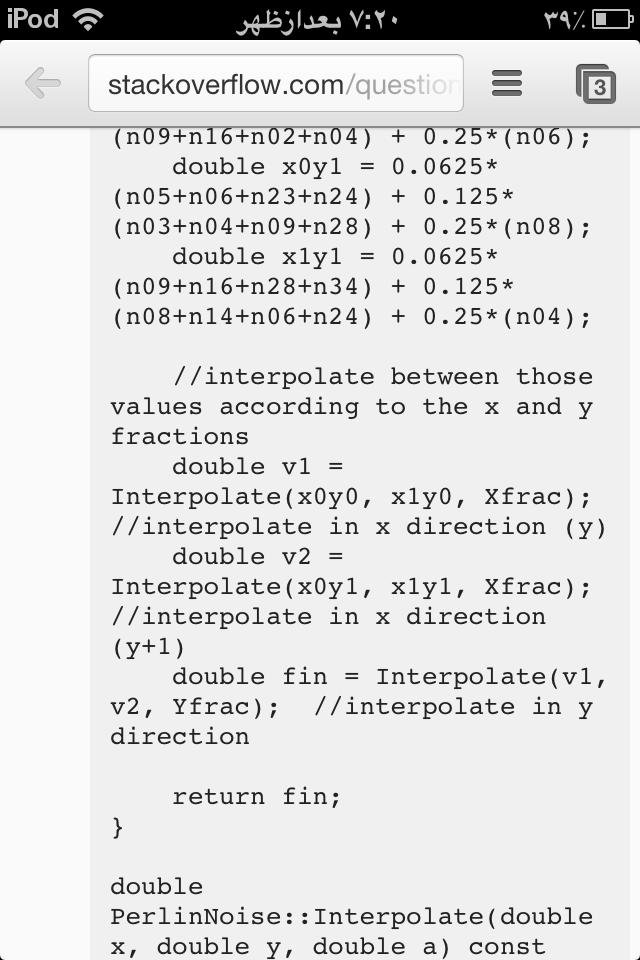 iPod ۷:۲۰ بعدازظهر ۳۹٪
stackoverflow.com/question
3
(n09+n16+n02+n04) + 0.25*(n06);
double x0y1 = 0.0625*
(n05+n06+n23+n24) + 0.125*
(n03+n04+n09+n28) + 0.25*(n08);
double x1y1 = 0.0625*
(n09+n16+n28+n34) + 0.125*
(n08+n14+n06+n24) + 0.25*(n04);
//interpolate between those
values according to the x and y
fractions
double v1 =
Interpolate(x0y0, x1y0, Xfrac);
//interpolate in x direction (y)
double v2 =
Interpolate(x0y1, x1y1, Xfrac);
//interpolate in x direction
(y+1)
double fin = Interpolate(v1,
v2, Yfrac);  //interpolate in y
direction
return fin;
}
double
PerlinNoise::Interpolate(double
x, double y, double a) const